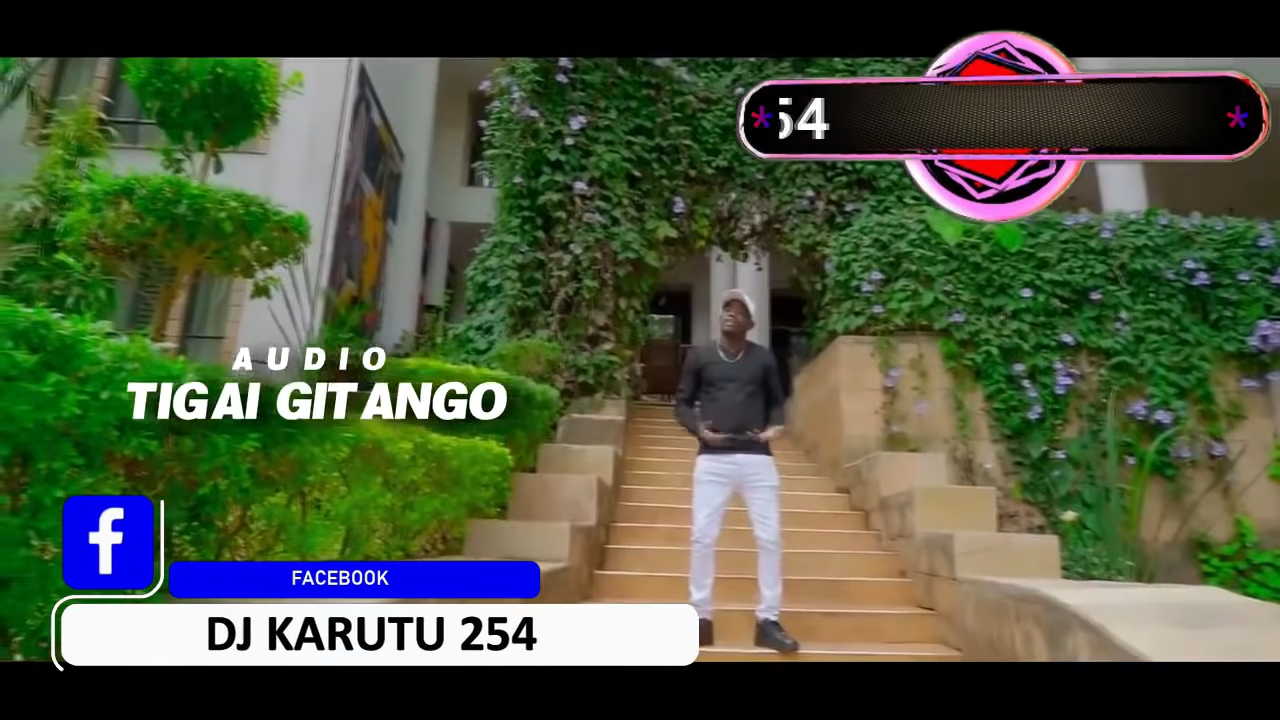 54
AUDIO
TIGAI GITANGO
FACEBOOK
DJ KARUTU 254